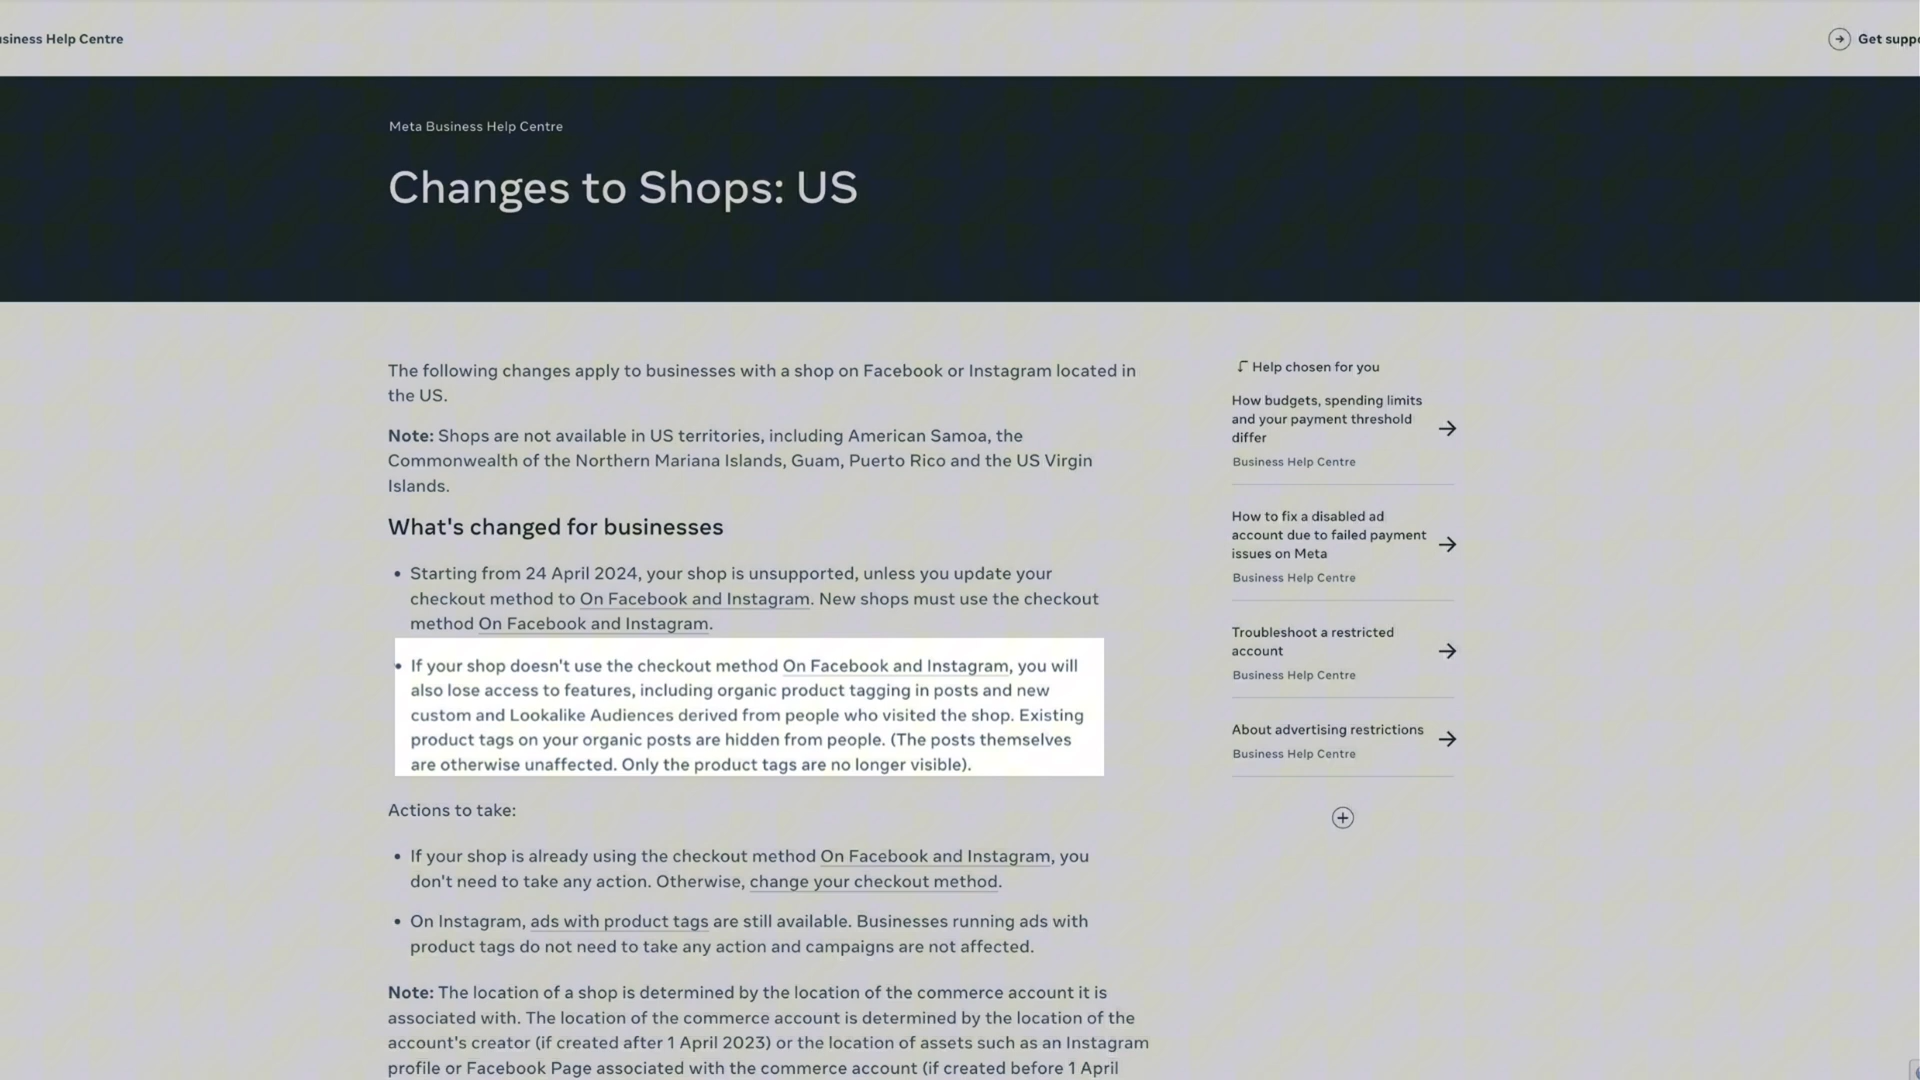 Business Help Centre
Get suppo
Meta Business Help Centre
Changes to Shops: US
The following changes apply to businesses with a shop on Facebook or Instagram located in
the US.
Note: Shops are not available in US territories, including American Samoa, the
Commonwealth of the Northern Mariana Islands, Guam, Puerto Rico and the US Virgin
Islands.
What's changed for businesses
• Starting from 24 April 2024, your shop is unsupported, unless you update your
checkout method to On Facebook and Instagram. New shops must use the checkout
method On Facebook and Instagram.
• If your shop doesn't use the checkout method On Facebook and Instagram, you will
also lose access to features, including organic product tagging in posts and new
custom and Lookalike Audiences derived from people who visited the shop. Existing
product tags on your organic posts are hidden from people. (The posts themselves
are otherwise unaffected. Only the product tags are no longer visible).
Actions to take:
• If your shop is already using the checkout method On Facebook and Instagram, you
don't need to take any action. Otherwise, change your checkout method.
• On Instagram, ads with product tags are still available. Businesses running ads with
product tags do not need to take any action and campaigns are not affected.
Note: The location of a shop is determined by the location of the commerce account it is
associated with. The location of the commerce account is determined by the location of the
account's creator (if created after 1 April 2023) or the location of assets such as an Instagram
profile or Facebook Page associated with the commerce account (if created before 1 April
Help chosen for you
How budgets, spending limits
and your payment threshold
differ
Business Help Centre
How to fix a disabled ad
account due to failed payment
issues on Meta
Business Help Centre
Troubleshoot a restricted
account
Business Help Centre
About advertising restrictions
Business Help Centre